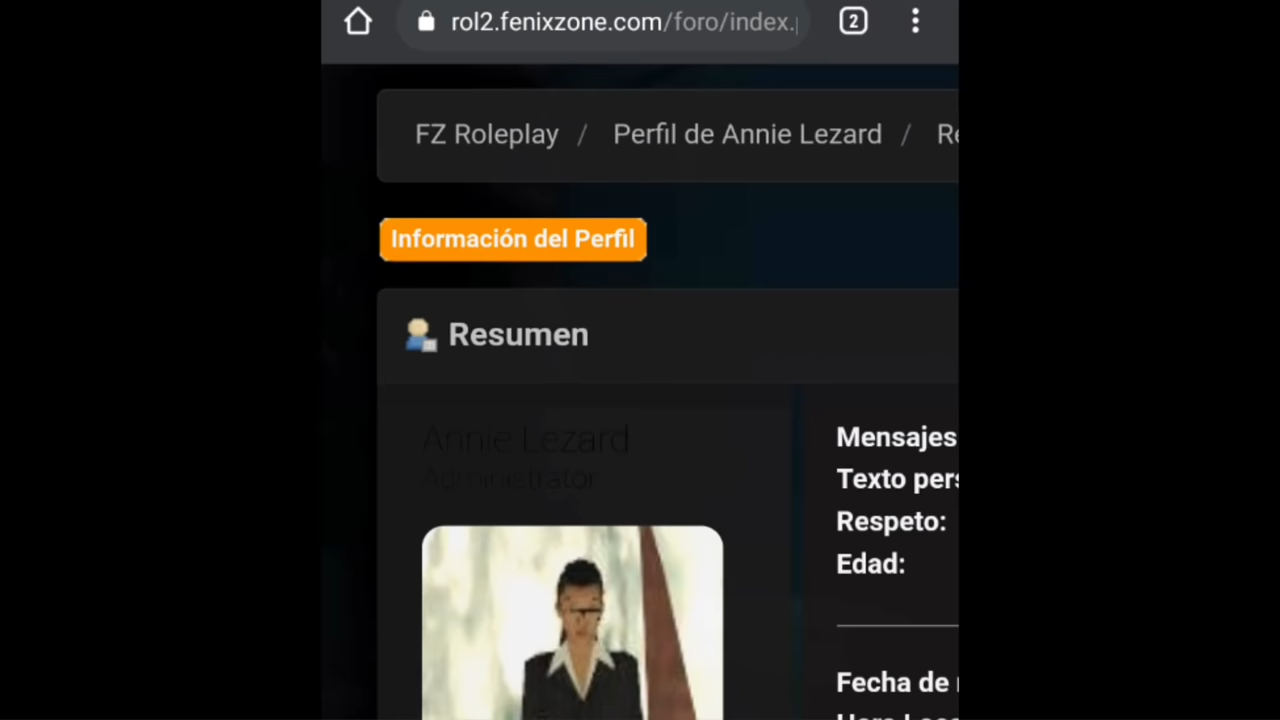 rol2.fenixzone.com/foro/index.
2
FZ Roleplay / Perfil de Annie Lezard /
Información del Perfil
Resumen
Annie Lezard
Administrator
Mensajes
Texto
Respeto:
Edad:
Fecha de